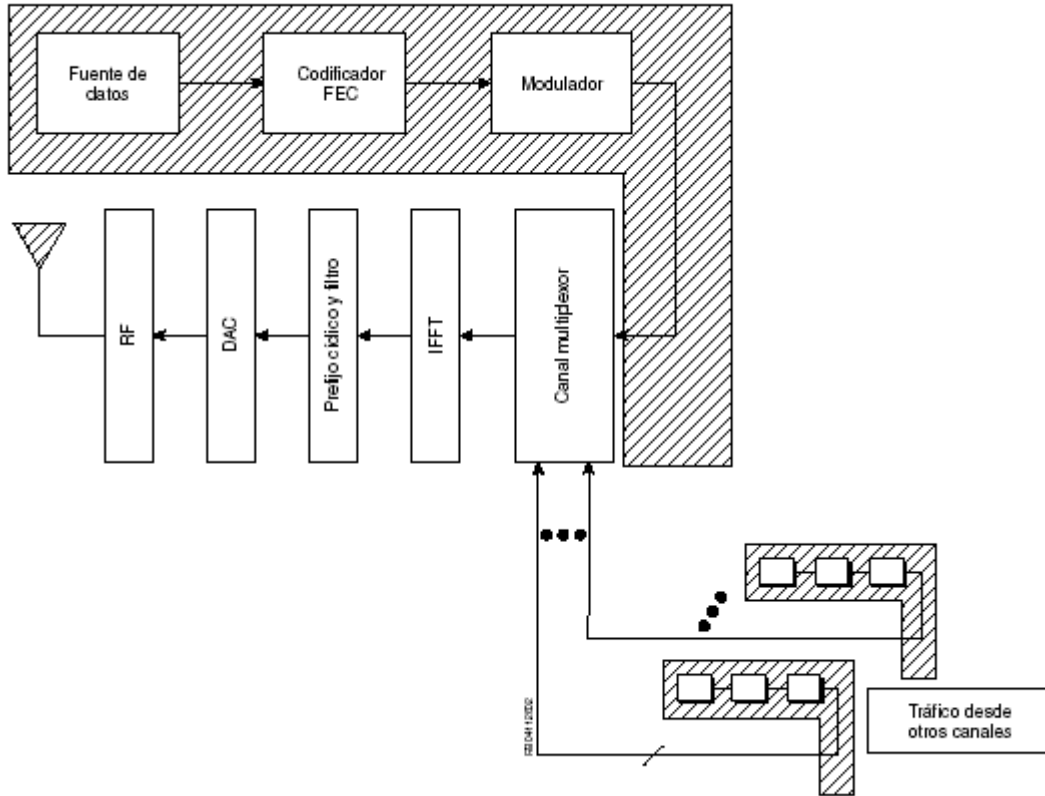 Fuente de
datos
Codificador
FEC
Modulador
RF
DAC
Prefijo cíclico y filtro
IFFT
Canal multiplexor
Tráfico desde
otros canales